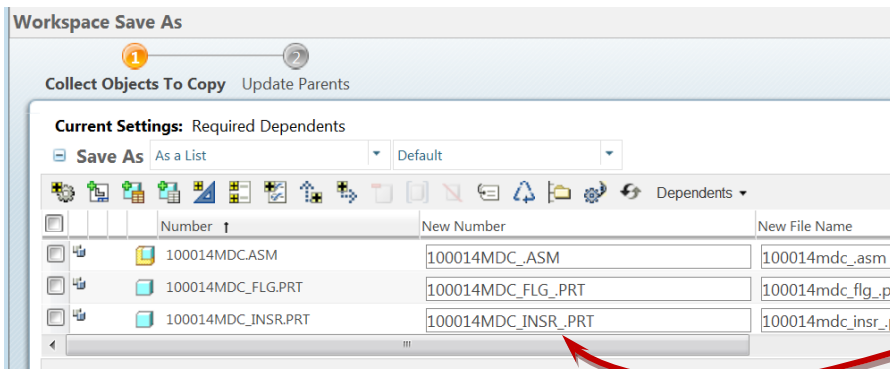 Workspace Save As
1 2
Collect Objects To Copy Update Parents
Current Settings: Required Dependents
Save As As a List Default
Dependents
Number New Number New File Name
100014MDC.ASM 100014MDC_.ASM 100014mdc_.asm
100014MDC_FLG.PRT 100014MDC_FLG_.PRT 100014mdc_flg_.p
100014MDC_INSR.PRT 100014MDC_INSR_.PRT 100014mdc_insr_.